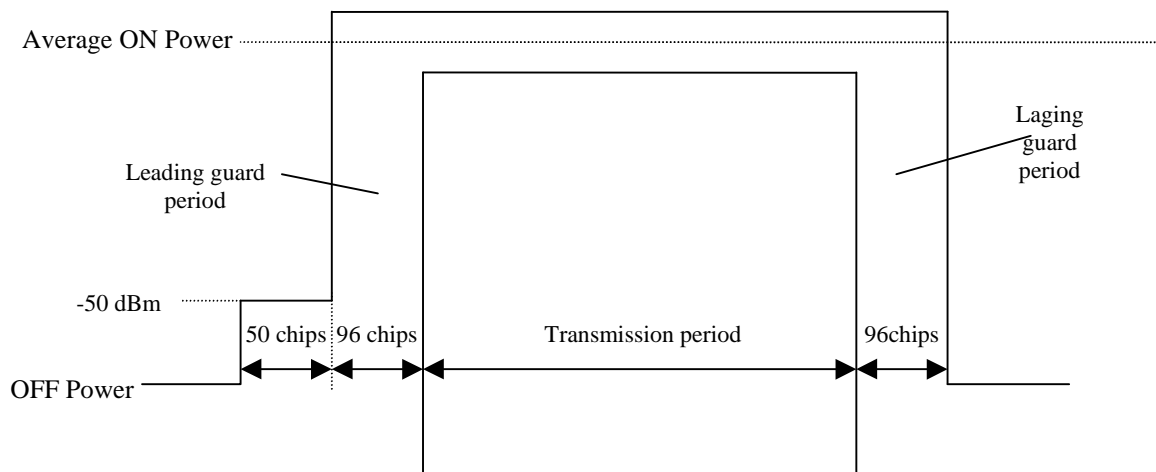 Average ON Power
Laging
guard
period
Leading guard
period
-50 dBm
50 chips
96 chips
Transmission period
96chips
OFF Power